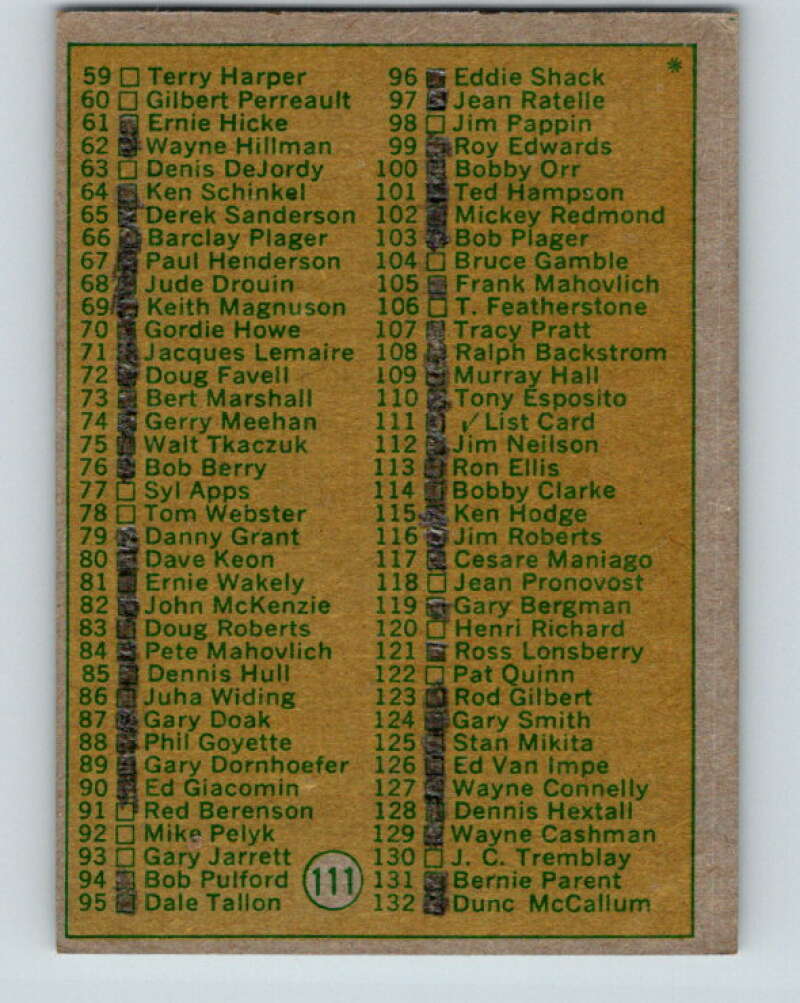 *
59 Terry Harper
60 Gilbert Perreault
61 Ernie Hicke
62 Wayne Hillman
63 Denis DeJordy
64 Ken Schinkel
65 Derek Sanderson
66 Barclay Plager
67 Paul Henderson
68 Jude Drouin
69 Keith Magnuson
70 Gordie Howe
71 Jacques Lemaire
72 Doug Favell
73 Bert Marshall
74 Gerry Meehan
75 Walt Tkaczuk
76 Bob Berry
77 Syl Apps
78 Tom Webster
79 Danny Grant
80 Dave Keon
81 Ernie Wakely
82 John McKenzie
83 Doug Roberts
84 Pete Mahovlich
85 Dennis Hull
86 Juha Widing
87 Gary Doak
88 Phil Goyette
89 Gary Dornhoefer
90 Ed Giacomin
91 Red Berenson
92 Mike Pelyk
93 Gary Jarrett
94 Bob Pulford
95 Dale Tallon
111
96 Eddie Shack
97 Jean Ratelle
98 Jim Pappin
99 Roy Edwards
100 Bobby Orr
101 Ted Hampson
102 Mickey Redmond
103 Bob Plager
104 Bruce Gamble
105 Frank Mahovlich
106 T. Featherstone
107 Tracy Pratt
108 Ralph Backstrom
109 Murray Hall
110 Tony Esposito
111 ✓ List Card
112 Jim Neilson
113 Ron Ellis
114 Bobby Clarke
115 Ken Hodge
116 Jim Roberts
117 Cesare Maniago
118 Jean Pronovost
119 Gary Bergman
120 Henri Richard
121 Ross Lonsberry
122 Pat Quinn
123 Rod Gilbert
124 Gary Smith
125 Stan Mikita
126 Ed Van Impe
127 Wayne Connelly
128 Dennis Hextall
129 Wayne Cashman
130 J. C. Tremblay
131 Bernie Parent
132 Dunc McCallum